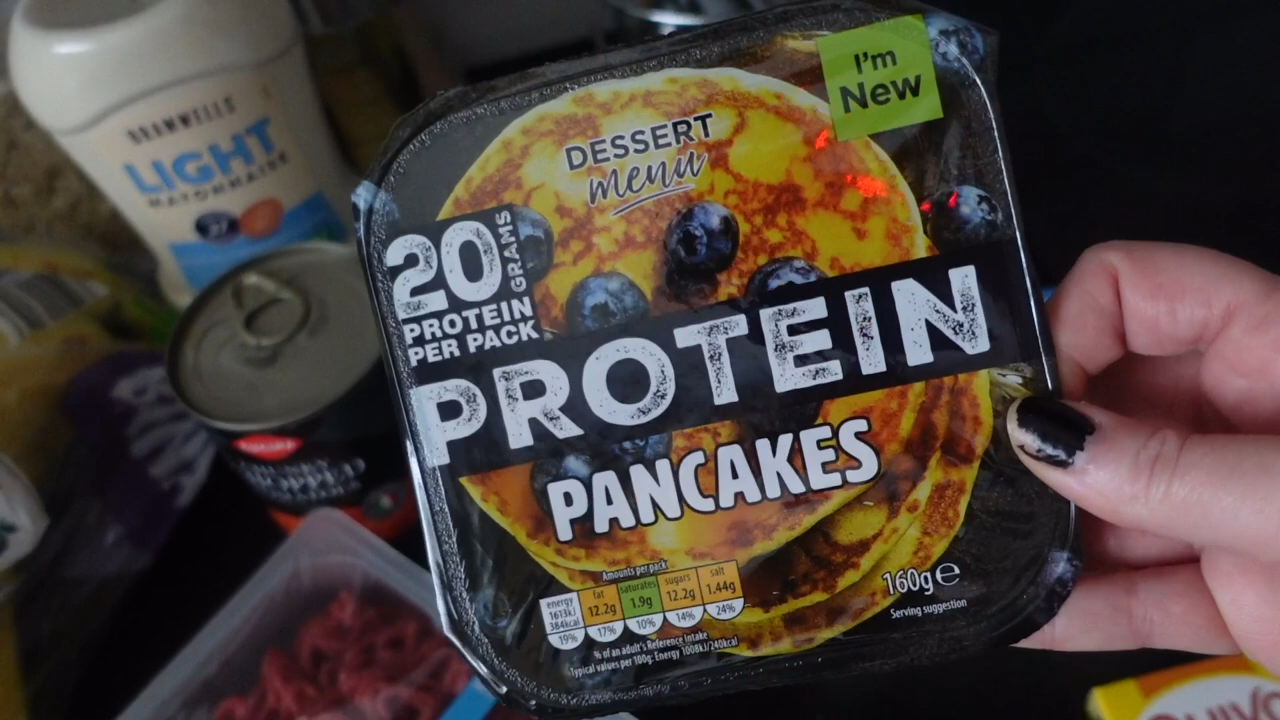 I'm
New
DESSERT
menu
20
GRAMS
PROTEIN
PER PACK
PROTEIN
PANCAKES
Amounts per pack
energy
1613kJ
384kcal
19%
fat
12.2g
17%
saturates
1.9g
10%
sugars
12.2g
14%
salt
1.44g
24%
% of an adult's Reference Intake
Typical values per 100g: Energy 1008kJ/240kcal
160g℮
Serving suggestion
BRAMWELLS
LIGHT
MAYONNAISE